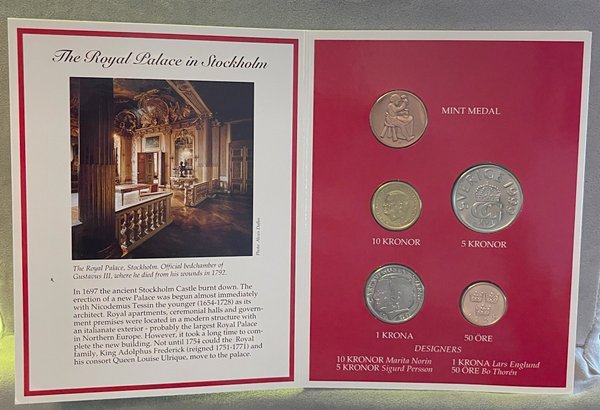 The Royal Palace in Stockholm
Photo: Alexis Daflos
The Royal Palace, Stockholm. Official bedchamber of
Gustavus III, where he died from his wounds in 1792.
In 1697 the ancient Stockholm Castle burnt down. The
erection of a new Palace was begun almost immediately
with Nicodemus Tessin the younger (1654-1728) as its
architect. Royal apartments, ceremonial halls and govern-
ment premises were located in a modern structure with
an italianate exterior - probably the largest Royal Palace
in Northern Europe. However, it took a long time to com-
plete the new building. Not until 1754 could the Royal
family, King Adolphus Frederick (reigned 1751-1771) and
his consort Queen Louise Ulrique, move to the palace.
MINT MEDAL
10 KRONOR
SVERIGE 1999
5 KRONOR
1 KRONA
50 ÖRE
DESIGNERS
10 KRONOR Marita Norin
5 KRONOR Sigurd Persson
1 KRONA Lars Englund
50 ÖRE Bo Thorén